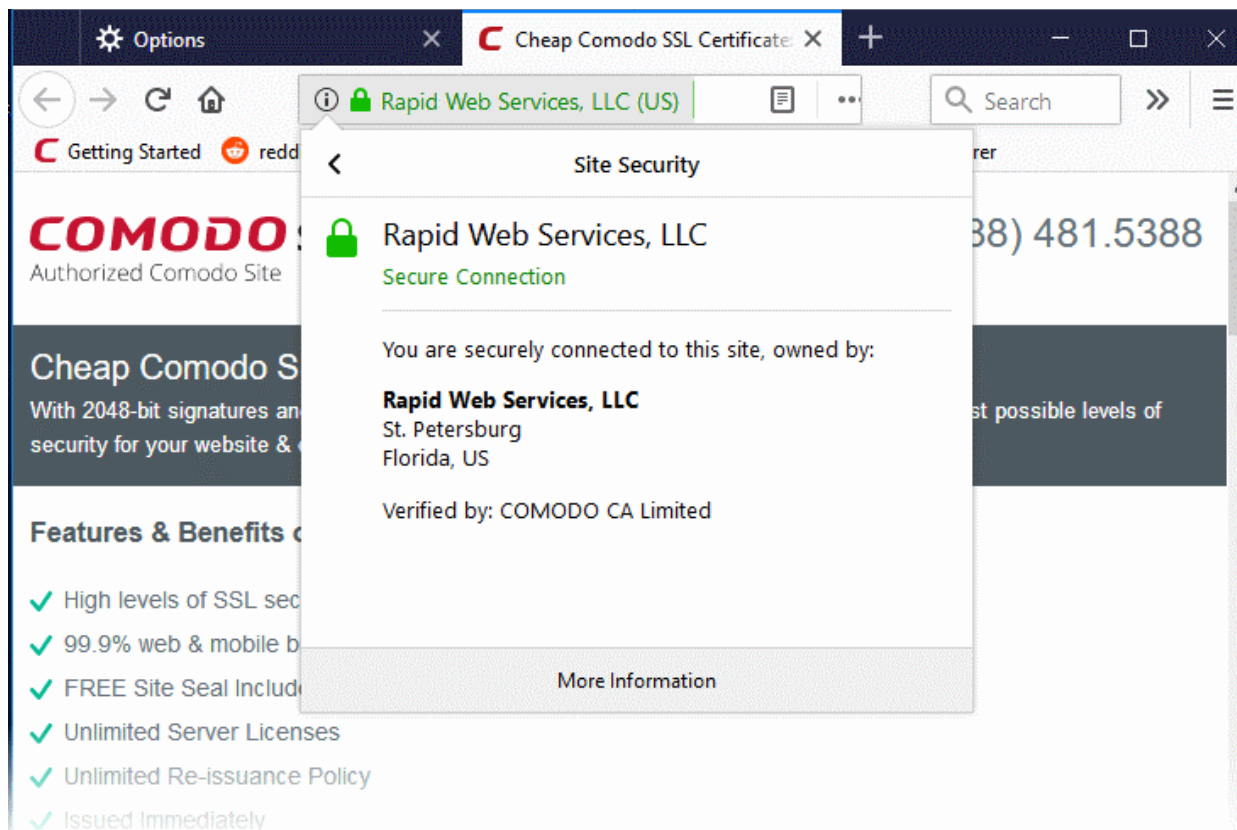 Options
Cheap Comodo SSL Certificate
Rapid Web Services, LLC (US)
Search
Getting Started redd
rer
Site Security
COMODO
Authorized Comodo Site
88) 481.5388
Rapid Web Services, LLC
Secure Connection
You are securely connected to this site, owned by:
Rapid Web Services, LLC
St. Petersburg
Florida, US
Verified by: COMODO CA Limited
More Information
Cheap Comodo S
With 2048-bit signatures an st possible levels of
security for your website &
Features & Benefits
High levels of SSL sec
99.9% web & mobile b
FREE Site Seal Include
Unlimited Server Licenses
Unlimited Re-issuance Policy
Issued Immediately